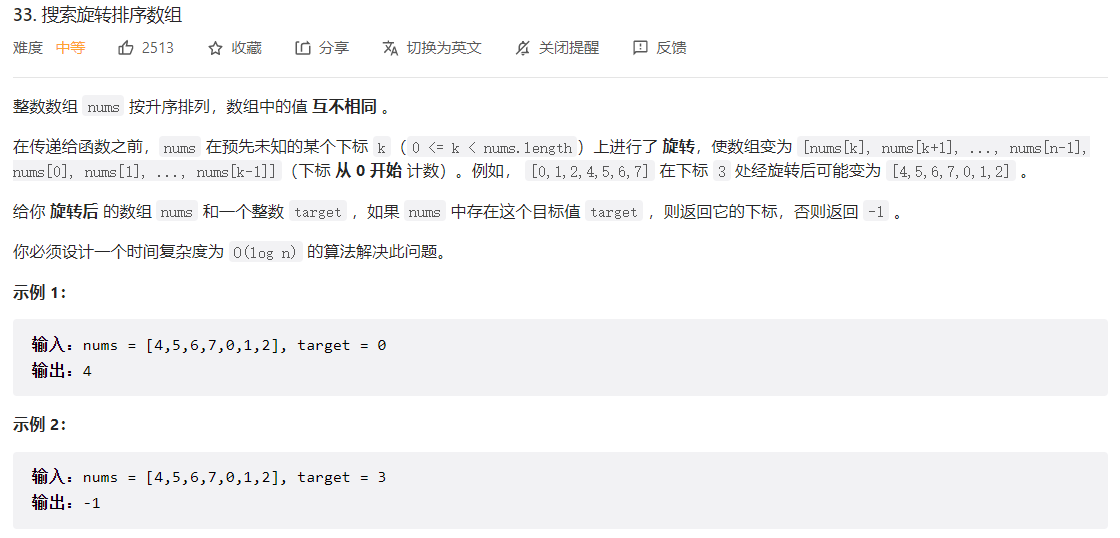 33. 搜索旋转排序数组
难度 中等 2513 收藏 分享 切换为英文 关闭提醒 反馈
整数数组 nums 按升序排列，数组中的值 互不相同 。
在传递给函数之前，nums 在预先未知的某个下标 k（0 <= k < nums.length）上进行了 旋转，使数组变为 [nums[k], nums[k+1], ..., nums[n-1],
nums[0], nums[1], ..., nums[k-1]]（下标 从 0 开始 计数）。例如， [0,1,2,4,5,6,7] 在下标 3 处经旋转后可能变为 [4,5,6,7,0,1,2] 。
给你 旋转后 的数组 nums 和一个整数 target ，如果 nums 中存在这个目标值 target ，则返回它的下标，否则返回 -1 。
你必须设计一个时间复杂度为 O(log n) 的算法解决此问题。
示例 1：
输入：nums = [4,5,6,7,0,1,2], target = 0
输出：4
示例 2：
输入：nums = [4,5,6,7,0,1,2], target = 3
输出：-1